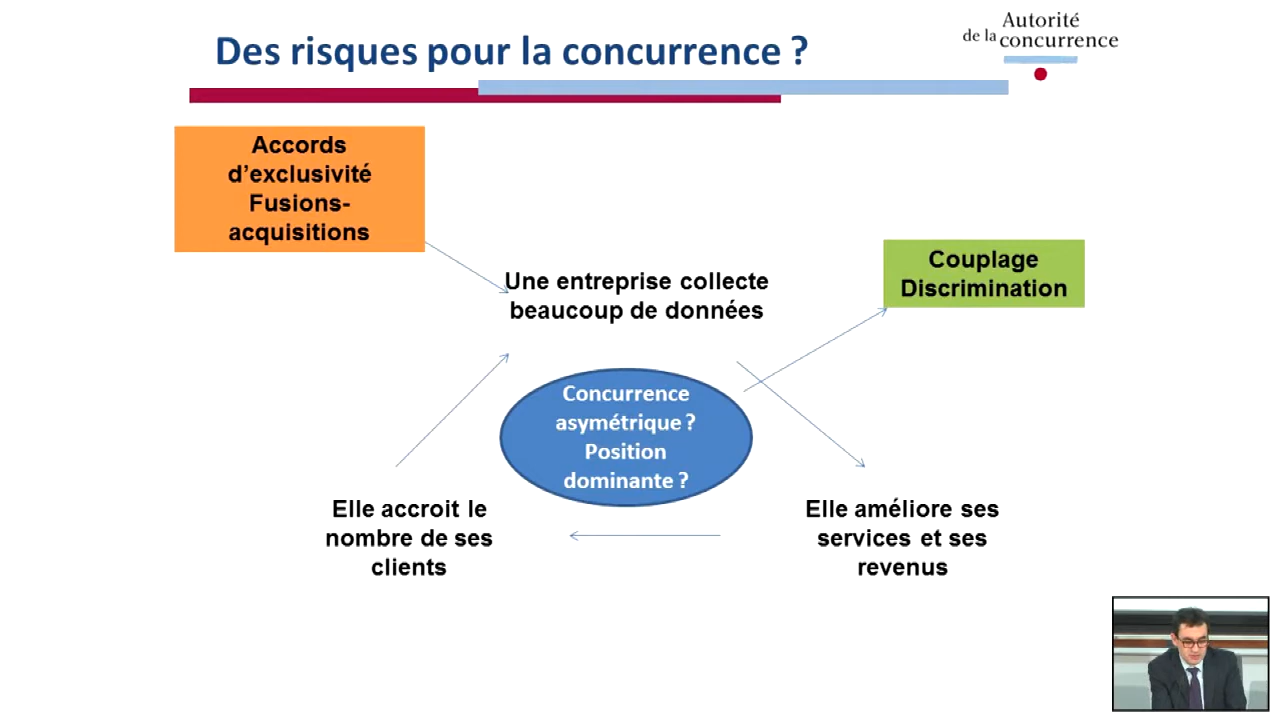 Des risques pour la concurrence ?
Autorité
de la concurrence
Accords
d’exclusivité
Fusions-
acquisitions
Une entreprise collecte
beaucoup de données
Couplage
Discrimination
Concurrence
asymétrique ?
Position
dominante ?
Elle accroit le
nombre de ses
clients
Elle améliore ses
services et ses
revenus